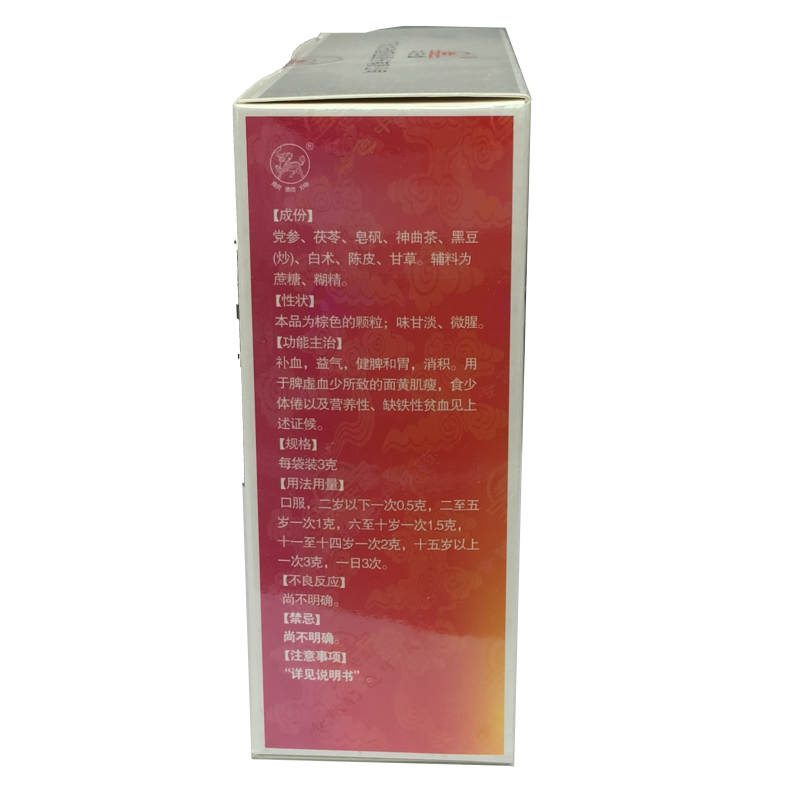 ®
【成份】
党参、茯苓、皂矾、神曲茶、黑豆
(炒)、白术、陈皮、甘草。辅料为
蔗糖、糊精。
【性状】
本品为棕色的颗粒；味甘淡、微腥。
【功能主治】
补血，益气，健脾和胃，消积。用
于脾虚血少所致的面黄肌瘦，食少
体倦以及营养性、缺铁性贫血见上
述证候。
【规格】
每袋装3克
【用法用量】
口服，二岁以下一次0.5克，二至五
岁一次1克，六至十岁一次1.5克，
十一至十四岁一次2克，十五岁以上
一次3克，一日3次。
【不良反应】
尚不明确。
【禁忌】
尚不明确。
【注意事项】
“详见说明书”。